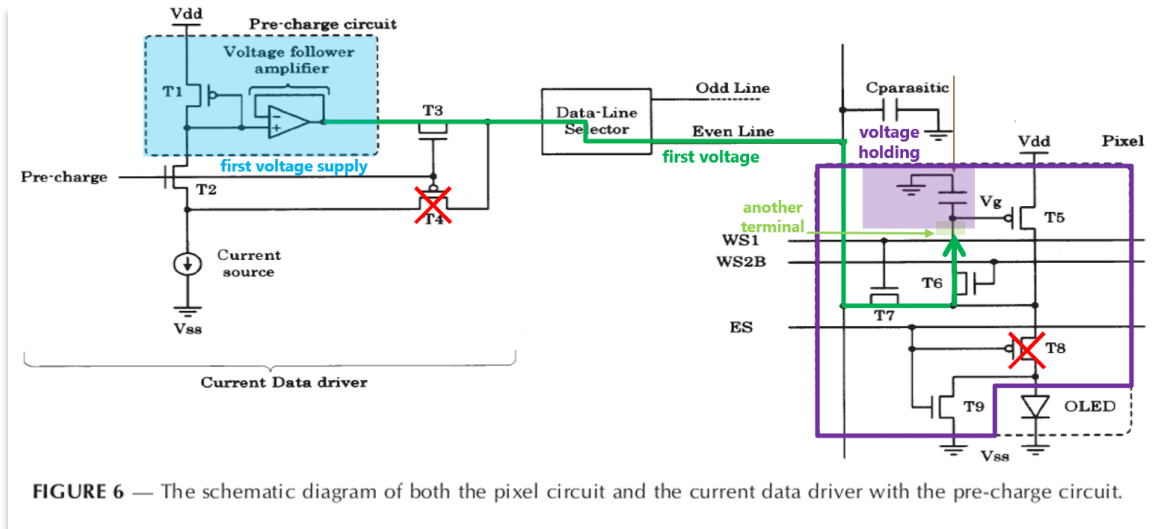 Vdd
Pre-charge circuit
Voltage follower
amplifier
T1
-
+
first voltage supply
Pre-charge
T2
T3
T4
Current
source
Vss
Current Data driver
Data-Line
Selector
Odd Line
Even Line
first voltage
Cparasitic
voltage
holding
Vdd
Pixel
Vg
T5
another
terminal
WS1
WS2B
T6
T7
ES
T8
T9
OLED
Vss
FIGURE 6 — The schematic diagram of both the pixel circuit and the current data driver with the pre-charge circuit.